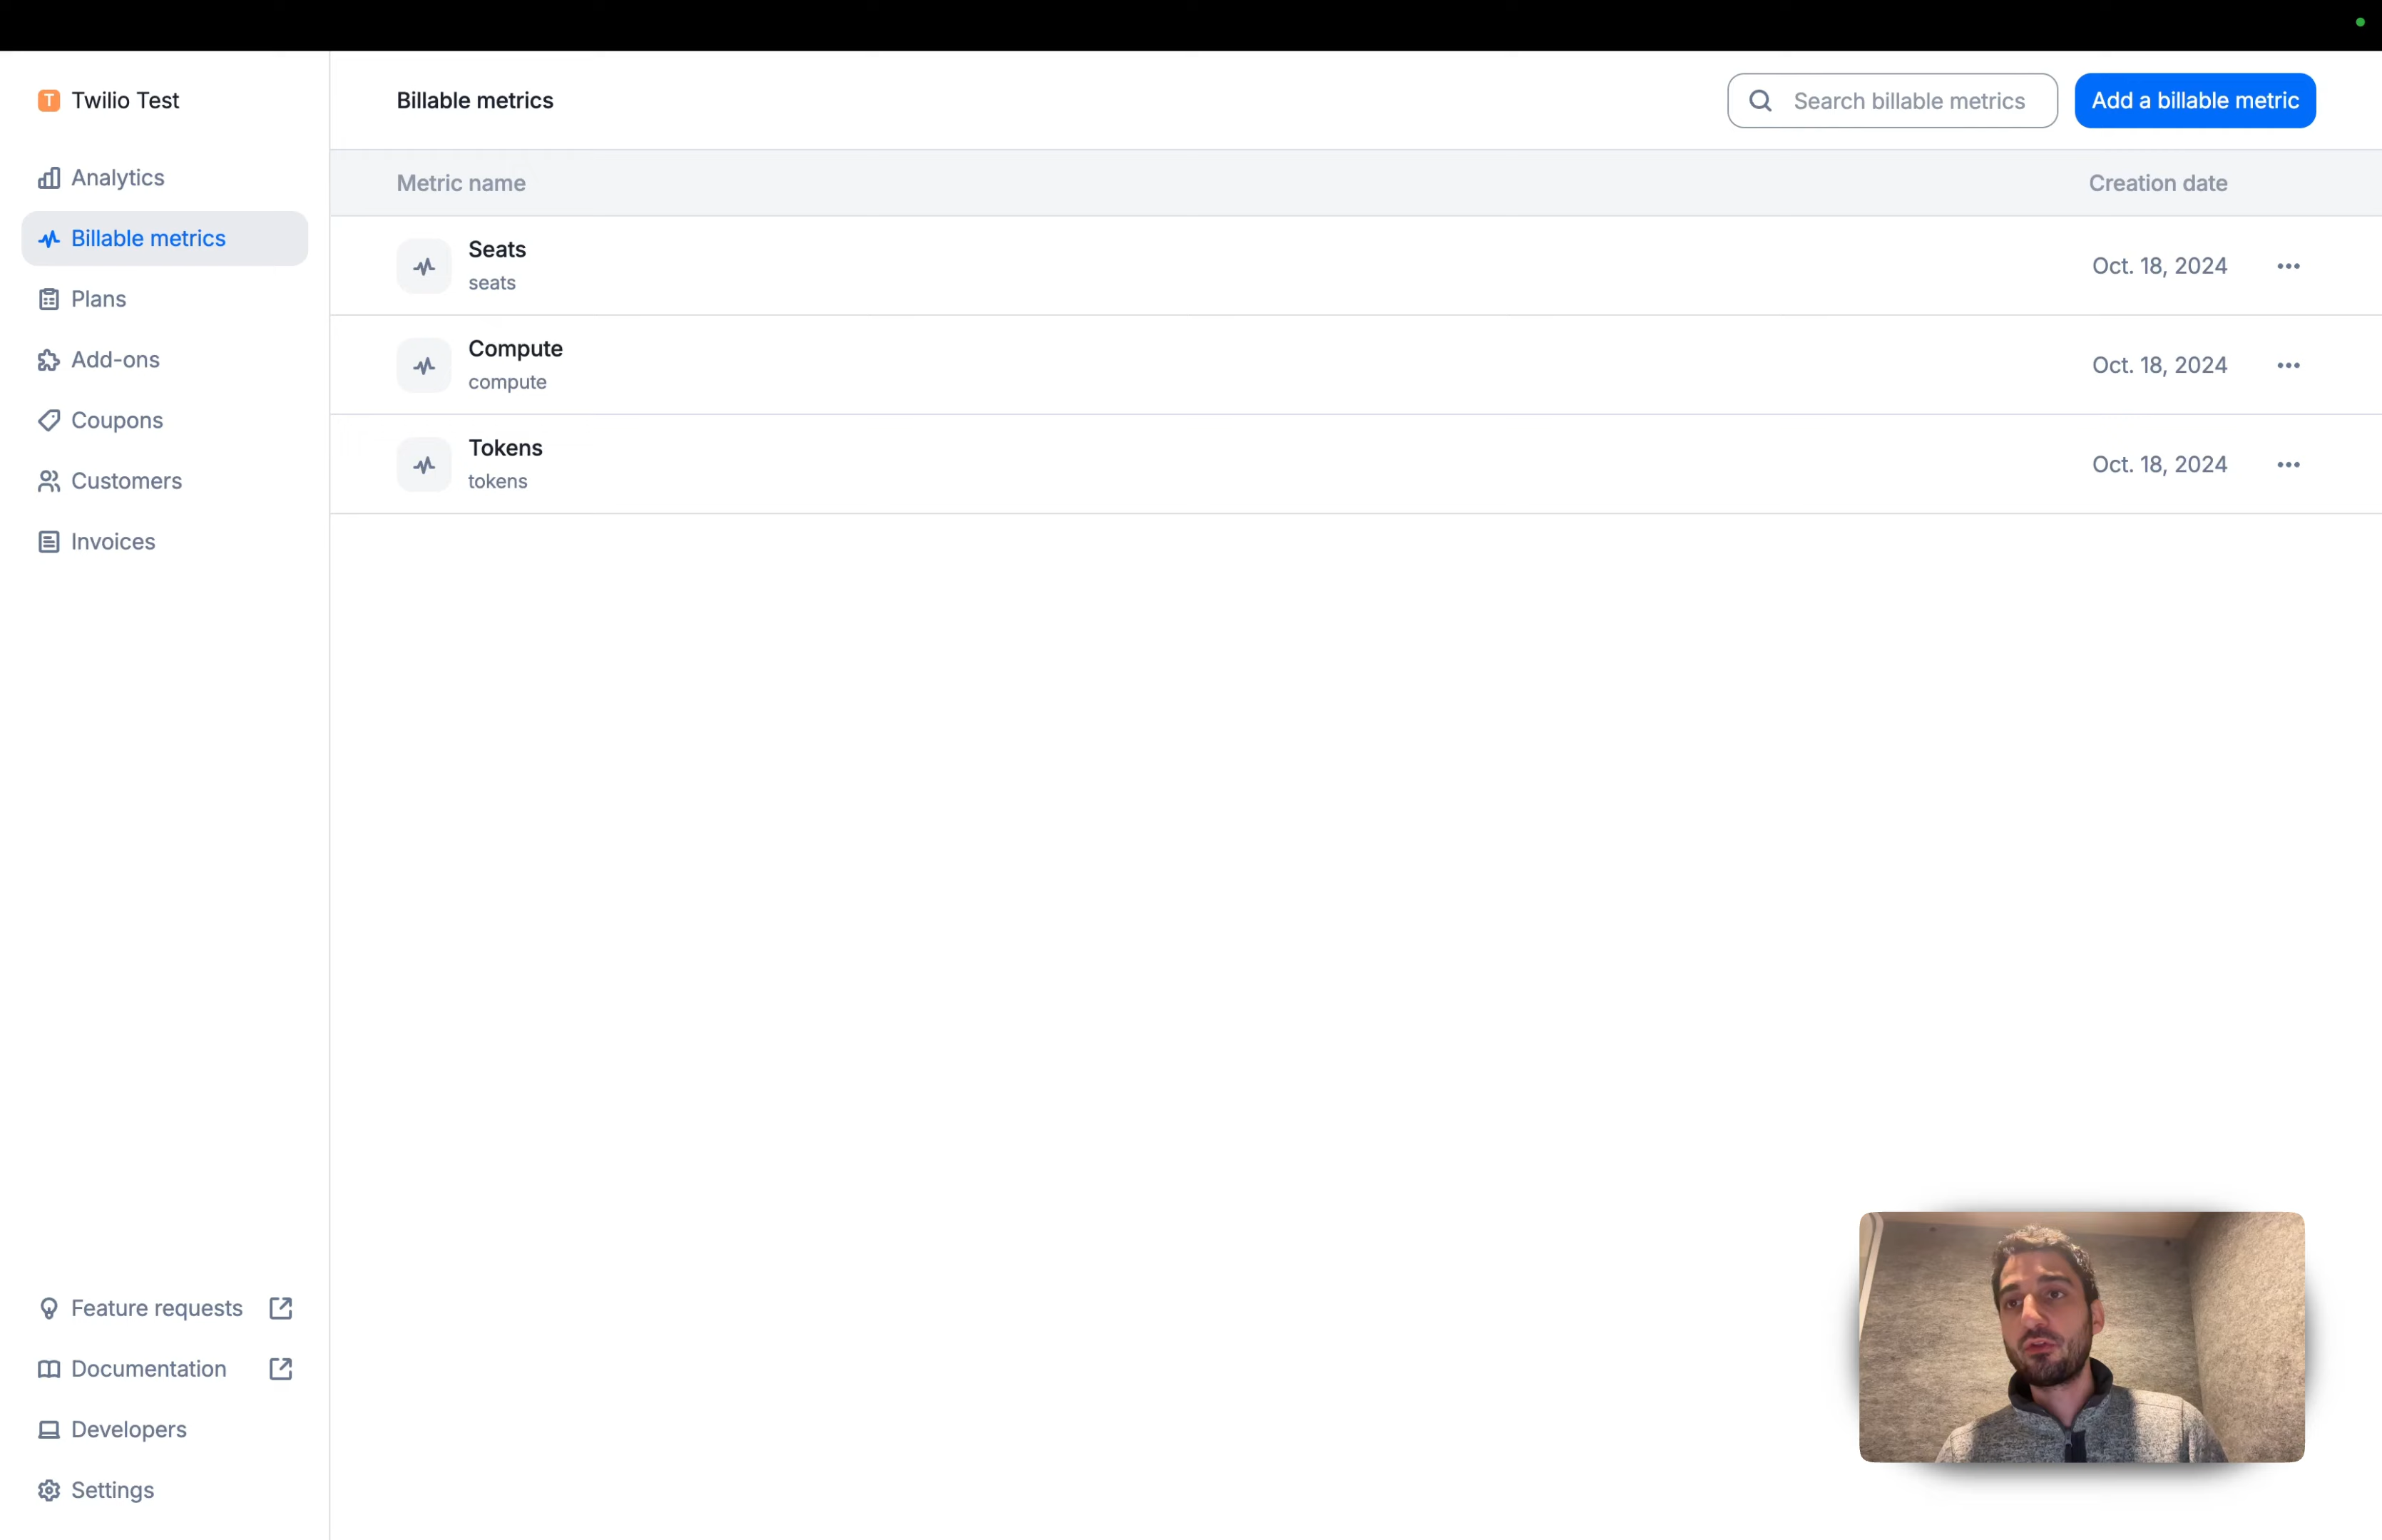 T Twilio Test
Analytics
Billable metrics
Plans
Add-ons
Coupons
Customers
Invoices
Feature requests
Documentation
Developers
Settings
Billable metrics
Search billable metrics
Add a billable metric
Metric name Creation date
Seats
seats
Oct. 18, 2024
Compute
compute
Oct. 18, 2024
Tokens
tokens
Oct. 18, 2024